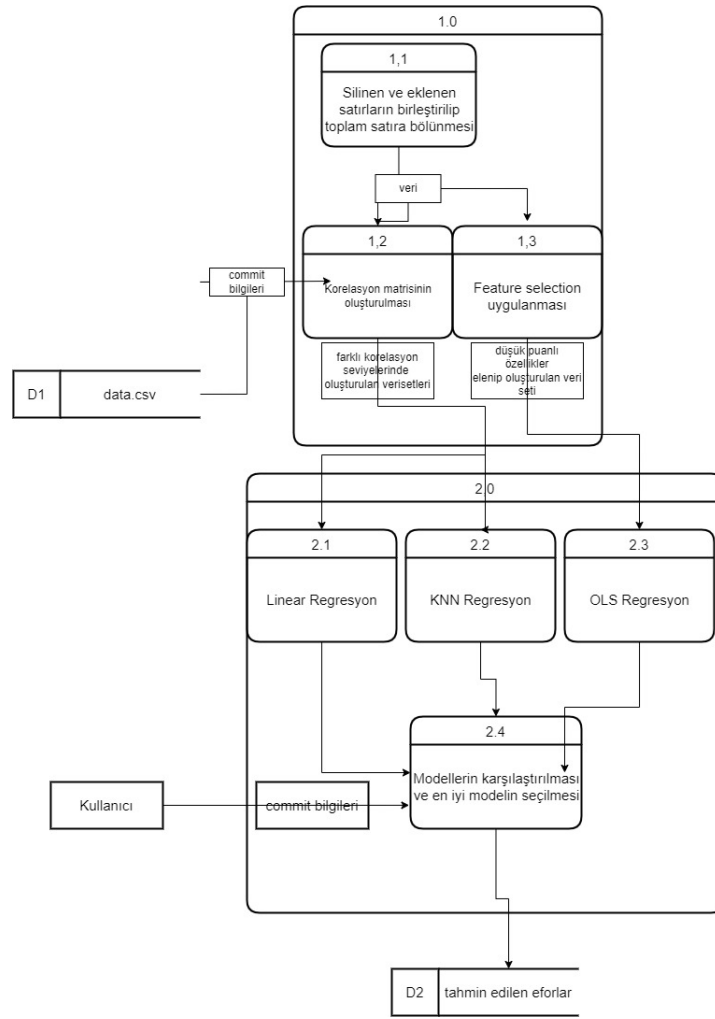 1.0
1,1
Silinen ve eklenen
satırların birleştirilip
toplam satıra bölünmesi
veri
1,2
Korelasyon matrisinin
oluşturulması
1,3
Feature selection
uygulanması
commit
bilgileri
farklı korelasyon
seviyelerinde
oluşturulan verisetleri
düşük puanlı
özellikler
elenip oluşturulan veri
seti
D1
data.csv
2.0
2.1
Linear Regresyon
2.2
KNN Regresyon
2.3
OLS Regresyon
2.4
Modellerin karşılaştırılması
ve en iyi modelin seçilmesi
Kullanıcı
commit bilgileri
D2
tahmin edilen eforlar